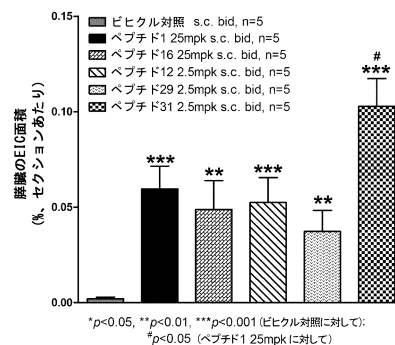 膵臓のEIC面積
(%、セクションあたり)
0.15
0.10
0.05
0.00
ビヒクル対照 s.c. bid, n=5
ペプチド1 25mpk s.c. bid, n=5
ペプチド16 25mpk s.c. bid, n=5
ペプチド12 2.5mpk s.c. bid, n=5
ペプチド29 2.5mpk s.c. bid, n=5
ペプチド31 2.5mpk s.c. bid, n=5
***
**
***
**
#
***
*p<0.05, **p<0.01, ***p<0.001 (ビヒクル対照に対して);
#p<0.05 (ペプチド1 25mpkに対して)